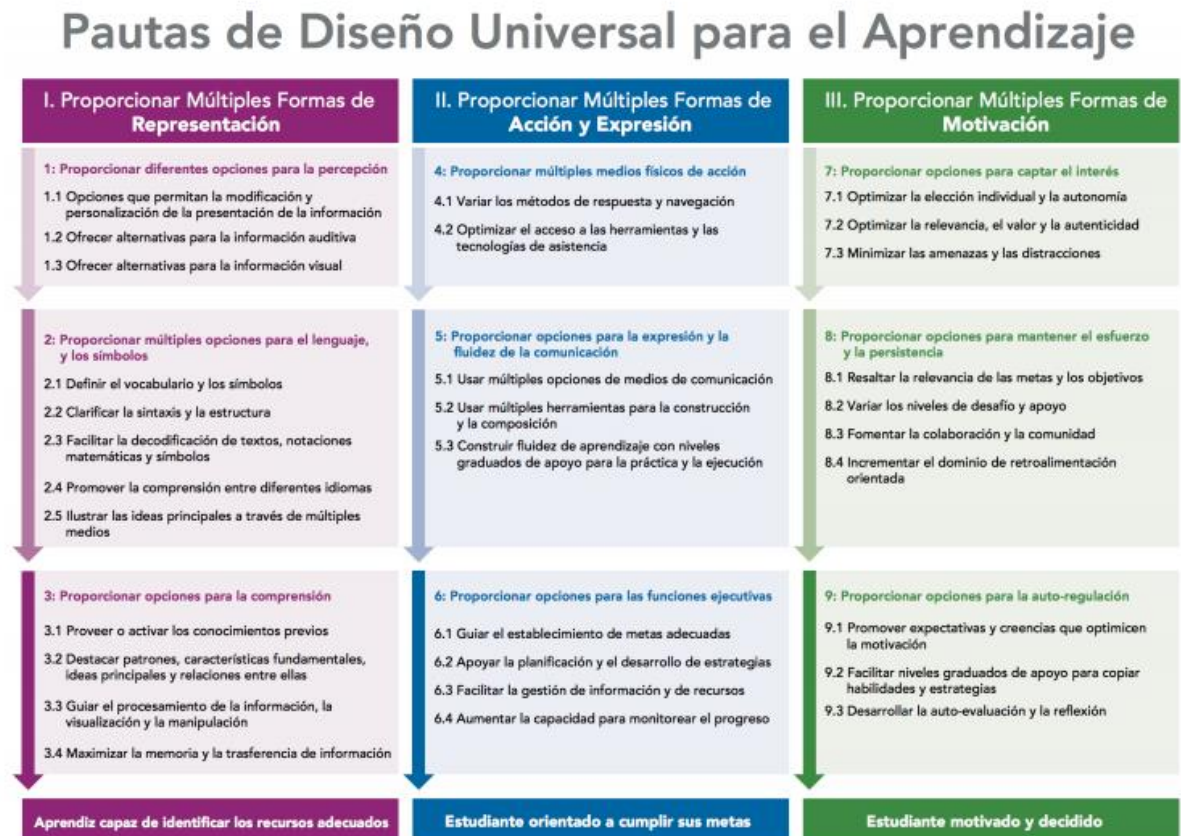 Pautas de Diseño Universal para el Aprendizaje
I. Proporcionar Múltiples Formas de
Representación
1: Proporcionar diferentes opciones para la percepción
1.1 Opciones que permitan la modificación y
personalización de la presentación de la información
1.2 Ofrecer alternativas para la información auditiva
1.3 Ofrecer alternativas para la información visual
2: Proporcionar múltiples opciones para el lenguaje,
y los símbolos
2.1 Definir el vocabulario y los símbolos
2.2 Clarificar la sintaxis y la estructura
2.3 Facilitar la decodificación de textos, notaciones
matemáticas y símbolos
2.4 Promover la comprensión entre diferentes idiomas
2.5 Ilustrar las ideas principales a través de múltiples
medios
3: Proporcionar opciones para la comprensión
3.1 Proveer o activar los conocimientos previos
3.2 Destacar patrones, características fundamentales,
ideas principales y relaciones entre ellas
3.3 Guiar el procesamiento de la información, la
visualización y la manipulación
3.4 Maximizar la memoria y la trasferencia de información
Aprendiz capaz de identificar los recursos adecuados
II. Proporcionar Múltiples Formas de
Acción y Expresión
4: Proporcionar múltiples medios físicos de acción
4.1 Variar los métodos de respuesta y navegación
4.2 Optimizar el acceso a las herramientas y las
tecnologías de asistencia
5: Proporcionar opciones para la expresión y la
fluidez de la comunicación
5.1 Usar múltiples opciones de medios de comunicación
5.2 Usar múltiples herramientas para la construcción
y la composición
5.3 Construir fluidez de aprendizaje con niveles
graduados de apoyo para la práctica y la ejecución
6: Proporcionar opciones para las funciones ejecutivas
6.1 Guiar el establecimiento de metas adecuadas
6.2 Apoyar la planificación y el desarrollo de estrategias
6.3 Facilitar la gestión de información y de recursos
6.4 Aumentar la capacidad para monitorear el progreso
Estudiante orientado a cumplir sus metas
III. Proporcionar Múltiples Formas de
Motivación
7: Proporcionar opciones para captar el interés
7.1 Optimizar la elección individual y la autonomía
7.2 Optimizar la relevancia, el valor y la autenticidad
7.3 Minimizar las amenazas y las distracciones
8: Proporcionar opciones para mantener el esfuerzo
y la persistencia
8.1 Resaltar la relevancia de las metas y los objetivos
8.2 Variar los niveles de desafío y apoyo
8.3 Fomentar la colaboración y la comunidad
8.4 Incrementar el dominio de retroalimentación
orientada
9: Proporcionar opciones para la auto-regulación
9.1 Promover expectativas y creencias que optimicen
la motivación
9.2 Facilitar niveles graduados de apoyo para copiar
habilidades y estrategias
9.3 Desarrollar la auto-evaluación y la reflexión
Estudiante motivado y decidido